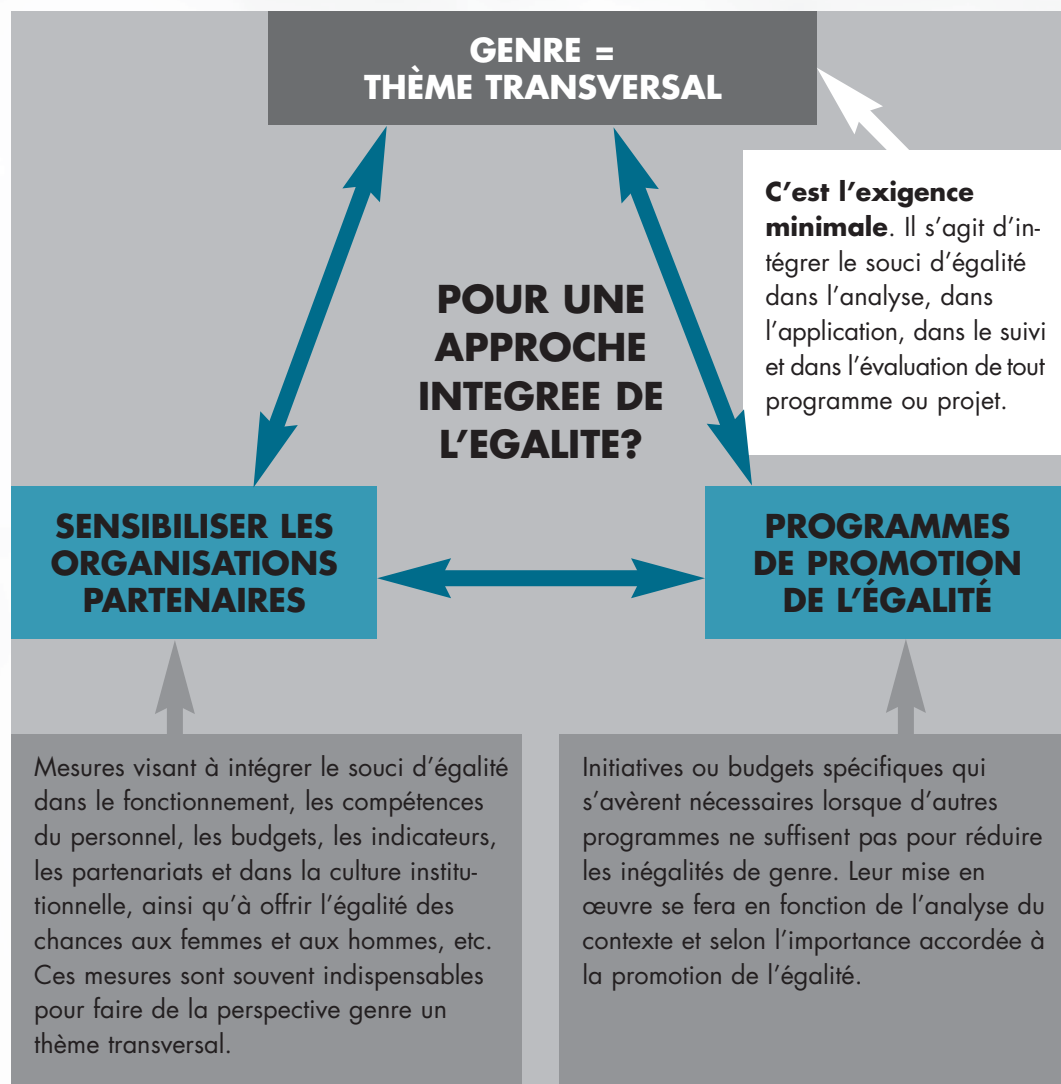 GENRE =
THÈME TRANSVERSAL
C’est l’exigence
minimale. Il s’agit d’in-
tégrer le souci d’égalité
dans l’analyse, dans
l’application, dans le suivi
et dans l’évaluation de tout
programme ou projet.
POUR UNE
APPROCHE
INTEGREE DE
L’EGALITE?
SENSIBILISER LES
ORGANISATIONS
PARTENAIRES
PROGRAMMES
DE PROMOTION
DE L’ÉGALITÉ
Mesures visant à intégrer le souci d’égalité
dans le fonctionnement, les compétences
du personnel, les budgets, les indicateurs,
les partenariats et dans la culture institu-
tionnelle, ainsi qu’à offrir l’égalité des
chances aux femmes et aux hommes, etc.
Ces mesures sont souvent indispensables
pour faire de la perspective genre un
thème transversal.
Initiatives ou budgets spécifiques qui
s’avèrent nécessaires lorsque d’autres
programmes ne suffisent pas pour réduire
les inégalités de genre. Leur mise en
œuvre se fera en fonction de l’analyse du
contexte et selon l’importance accordée à
la promotion de l’égalité.